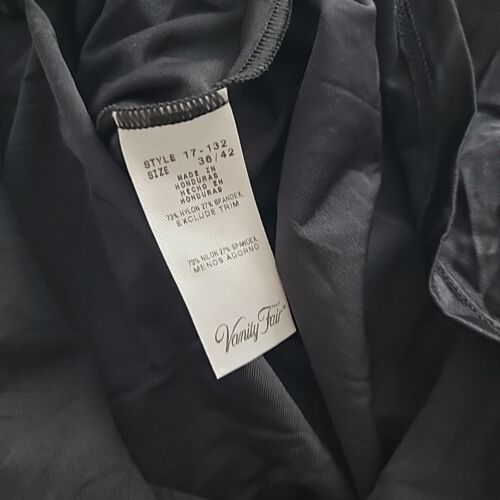 STYLE 17-132
SIZE 36/42
MADE IN
HONDURAS
HECHO EN
HONDURAS
73% NYLON 27% SPANDEX,
EXCLUDE TRIM
73% NILON 27% SPANDEX,
MENOS ADORNO
Vanity Fair